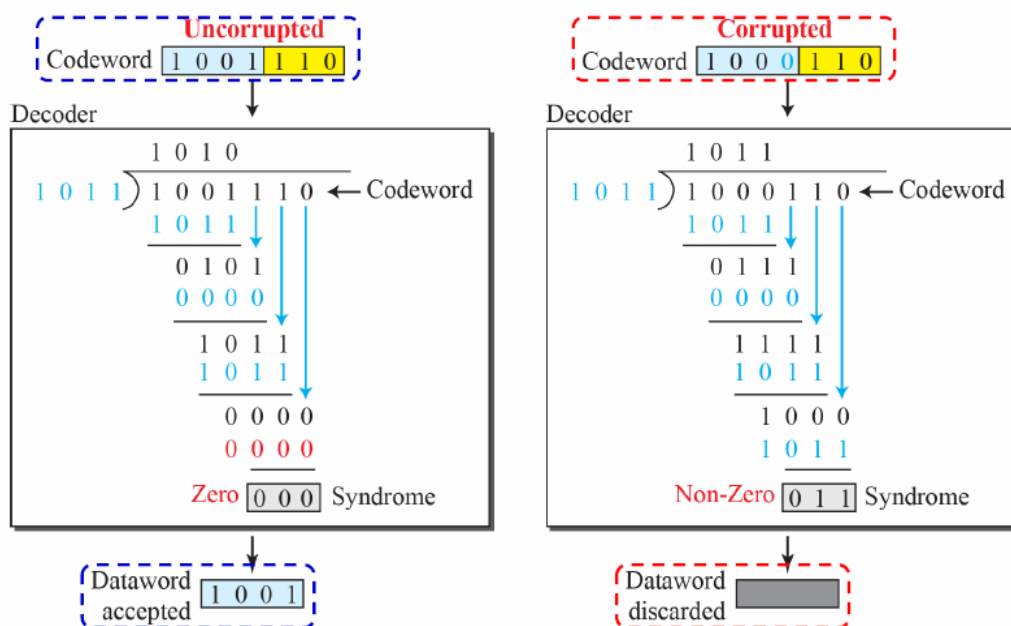 Uncorrupted
Codeword 1 0 0 1 1 1 0
Decoder
1 0 1 0
1 0 1 1 1 0 0 1 1 1 0 Codeword
1 0 1 1
0 1 0 1
0 0 0 0
1 0 1 1
1 0 1 1
0 0 0 0
0 0 0 0
Zero 0 0 0 Syndrome
Dataword
accepted 1 0 0 1
Corrupted
Codeword 1 0 0 0 1 1 0
Decoder
1 0 1 1
1 0 1 1 1 0 0 0 1 1 0 Codeword
1 0 1 1
0 1 1 1
0 0 0 0
1 1 1 1
1 0 1 1
1 0 0 0
1 0 1 1
Non-Zero 0 1 1 Syndrome
Dataword
discarded